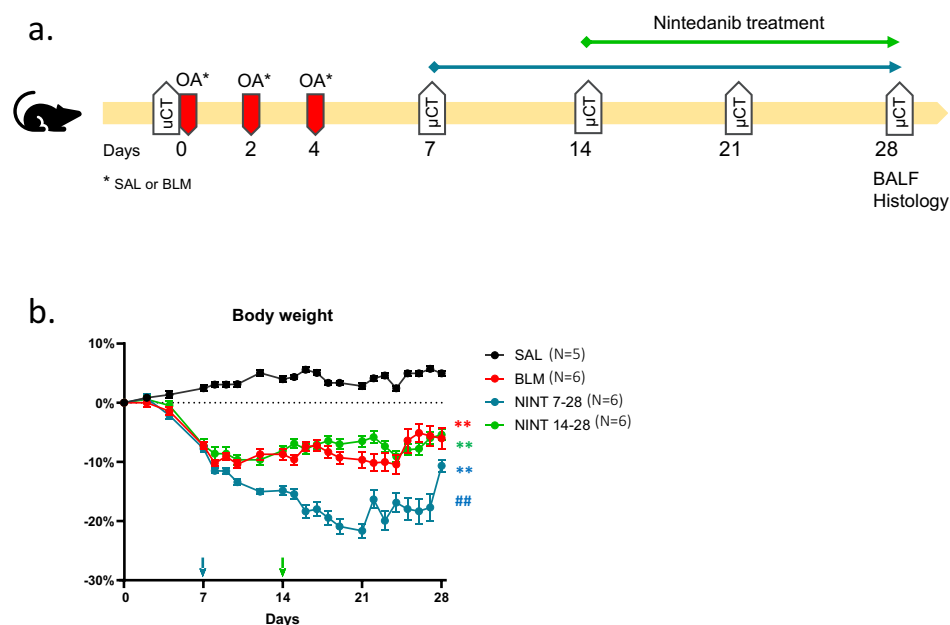 a.
Nintedanib treatment
OA* OA* OA*
uCT µCT µCT µCT µCT
Days 0 2 4 7 14 21 28
* SAL or BLM
BALF
Histology
b.
Body weight
10%
0%
-10%
-20%
-30%
0 7 14 21 28
Days
SAL (N=5)
BLM (N=6)
NINT 7-28 (N=6)
NINT 14-28 (N=6)
**
**
**
##